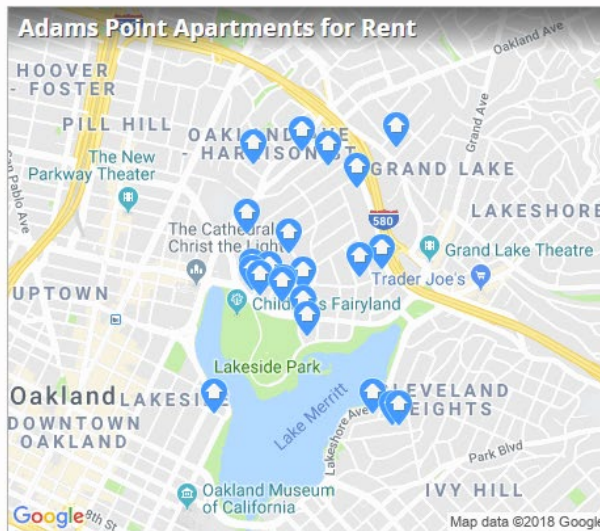 Adams Point Apartments for Rent
Oakland Ave
HOOVER
- FOSTER
PILL HILL
OAKLAND AVE
- HARRISON ST
Grand Ave
San Pablo Ave
The New
Parkway Theater
GRAND LAKE
LAKESHORE
580
The Cathedral
Christ the Light
Grand Lake Theatre
Trader Joe's
UPTOWN
Children's Fairyland
Lakeside Park
Oakland
LAKESIDE
CLEVELAND
HEIGHTS
DOWNTOWN
OAKLAND
Lake Merritt
Lakeshore Ave
Park Blvd
Oakland Museum
of California
IVY HILL
Google
8th St
Map data ©2018 Google